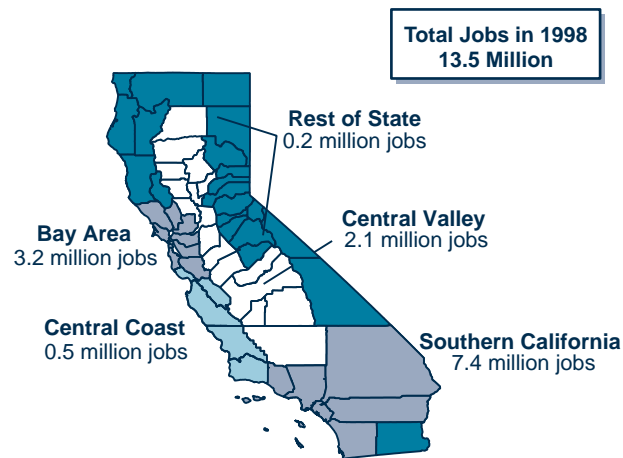 Total Jobs in 1998
13.5 Million
Rest of State
0.2 million jobs
Central Valley
2.1 million jobs
Bay Area
3.2 million jobs
Central Coast
0.5 million jobs
Southern California
7.4 million jobs